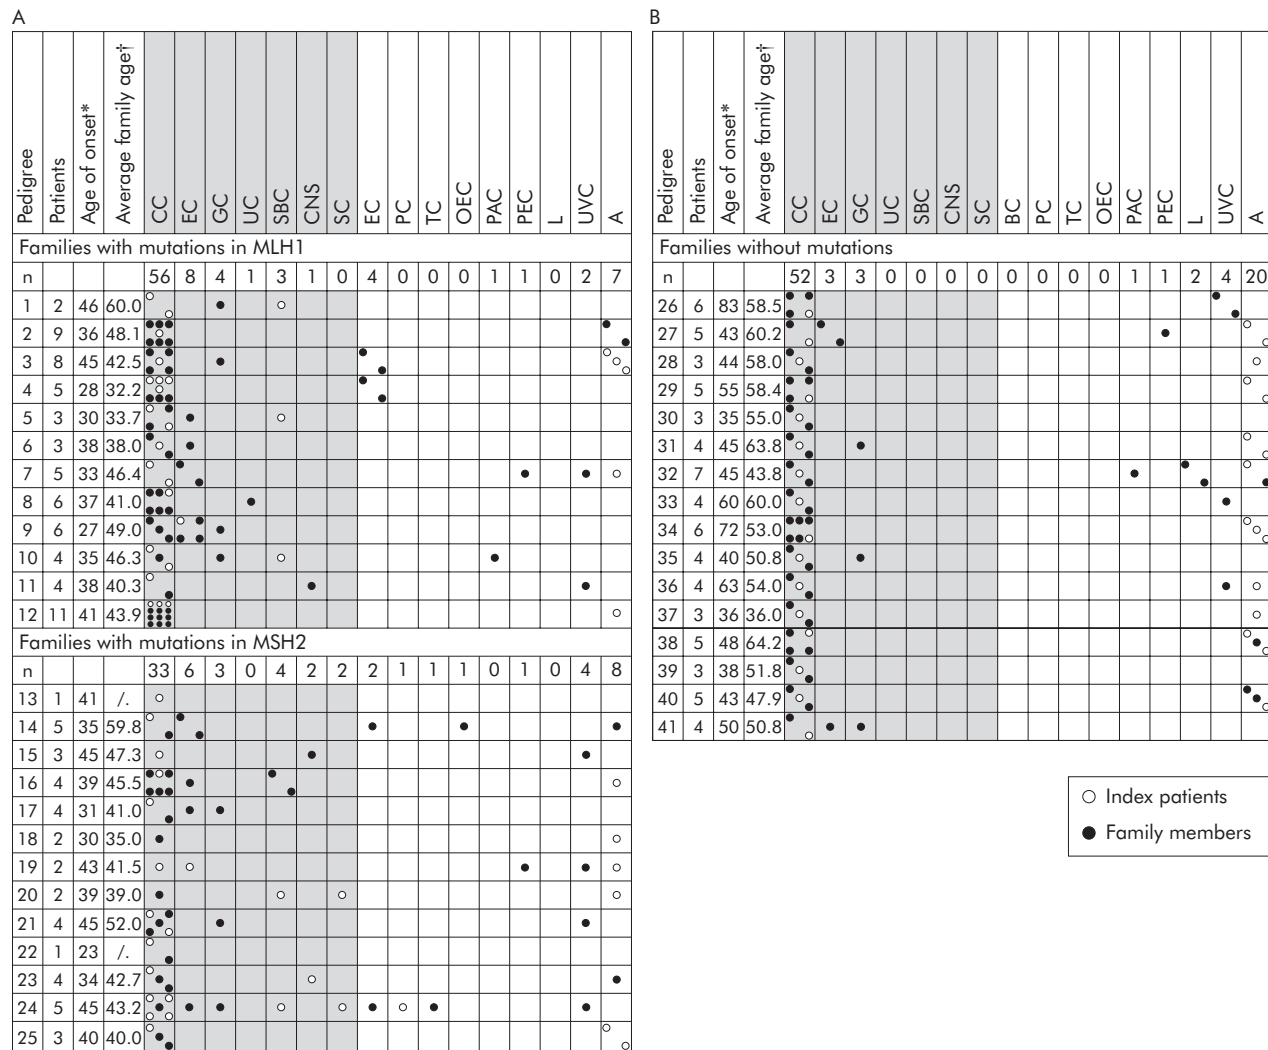 A
Pedigree Patients Age of onset* Average family age† CC EC GC UC SBC CNS SC EC PC TC OEC PAC PEC L UVC A
Families with mutations in MLH1
n 56 8 4 1 3 1 0 4 0 0 0 1 1 0 2 7
1 2 46 60.0
2 9 36 48.1
3 8 45 42.5
4 5 28 32.2
5 3 30 33.7
6 3 38 38.0
7 5 33 46.4
8 6 37 41.0
9 6 27 49.0
10 4 35 46.3
11 4 38 40.3
12 11 41 43.9
Families with mutations in MSH2
n 33 6 3 0 4 2 2 2 1 1 1 0 1 0 4 8
13 1 41 /.
14 5 35 59.8
15 3 45 47.3
16 4 39 45.5
17 4 31 41.0
18 2 30 35.0
19 2 43 41.5
20 2 39 39.0
21 4 45 52.0
22 1 23 /.
23 4 34 42.7
24 5 45 43.2
25 3 40 40.0
B
Pedigree Patients Age of onset* Average family age† CC EC GC UC SBC CNS SC BC PC TC OEC PAC PEC L UVC A
Families without mutations
52 3 3 0 0 0 0 0 0 0 0 1 1 2 4 20
26 6 83 58.5
27 5 43 60.2
28 3 44 58.0
29 5 55 58.4
30 3 35 55.0
31 4 45 63.8
32 7 45 43.8
33 4 60 60.0
34 6 72 53.0
35 4 40 50.8
36 4 63 54.0
37 3 36 36.0
38 5 48 64.2
39 3 38 51.8
40 5 43 47.9
41 4 50 50.8
Index patients
Family members